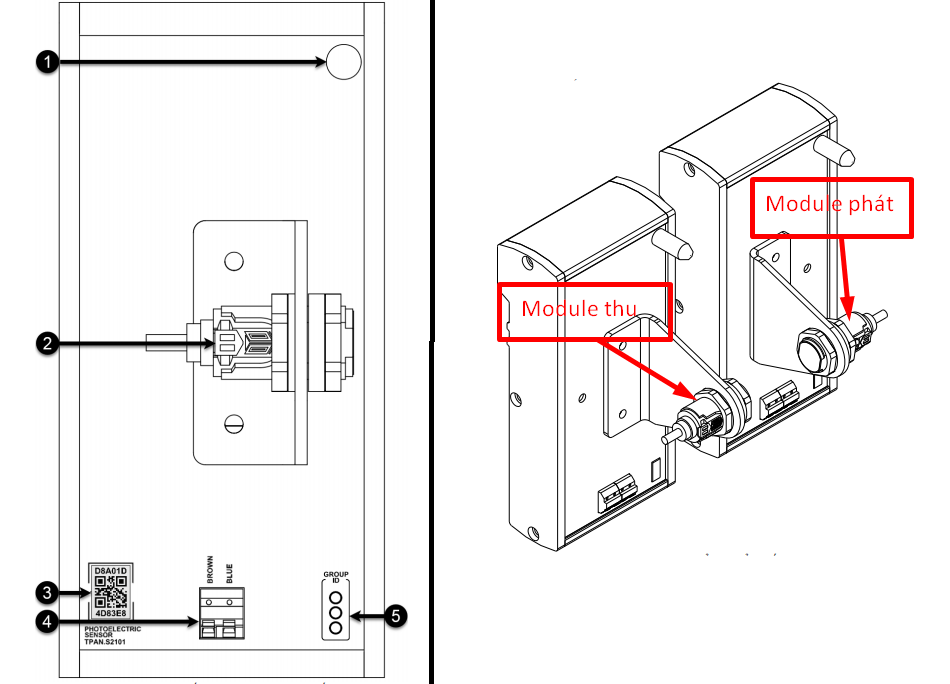 1
2
D8A01D
3
4D83E8
4
PHOTOELECTRIC
SENSOR
TPAN.S2101
BROWN
BLUE
GROUP
ID
5
Module phát
Module thu